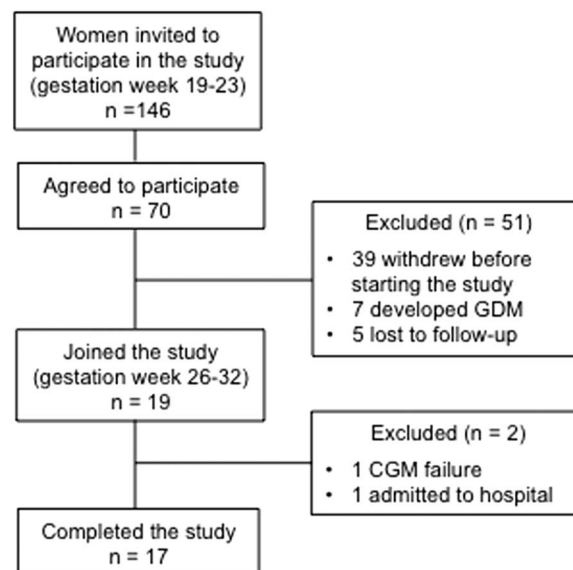 Women invited to
participate in the study
(gestation week 19-23)
n =146
Agreed to participate
n = 70
Excluded (n = 51)
• 39 withdrew before
starting the study
• 7 developed GDM
• 5 lost to follow-up
Joined the study
(gestation week 26-32)
n = 19
Excluded (n = 2)
• 1 CGM failure
• 1 admitted to hospital
Completed the study
n = 17